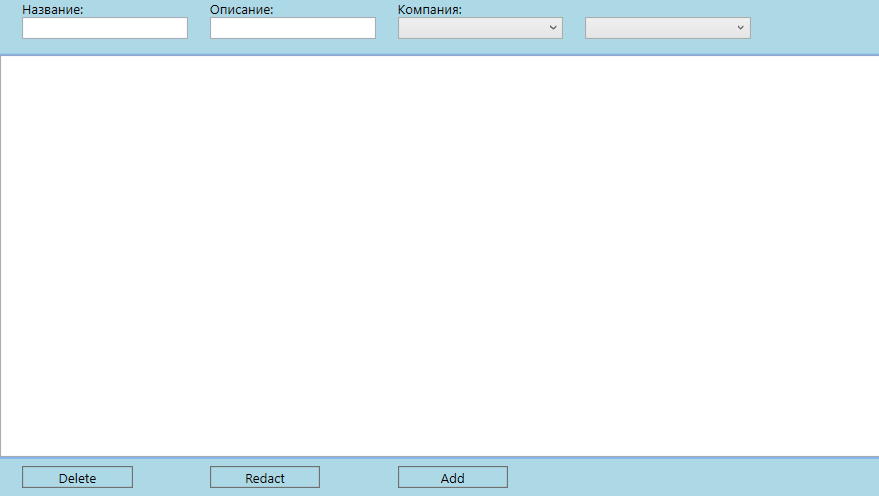 Название:
Описание:
Компания:
Delete
Redact
Add